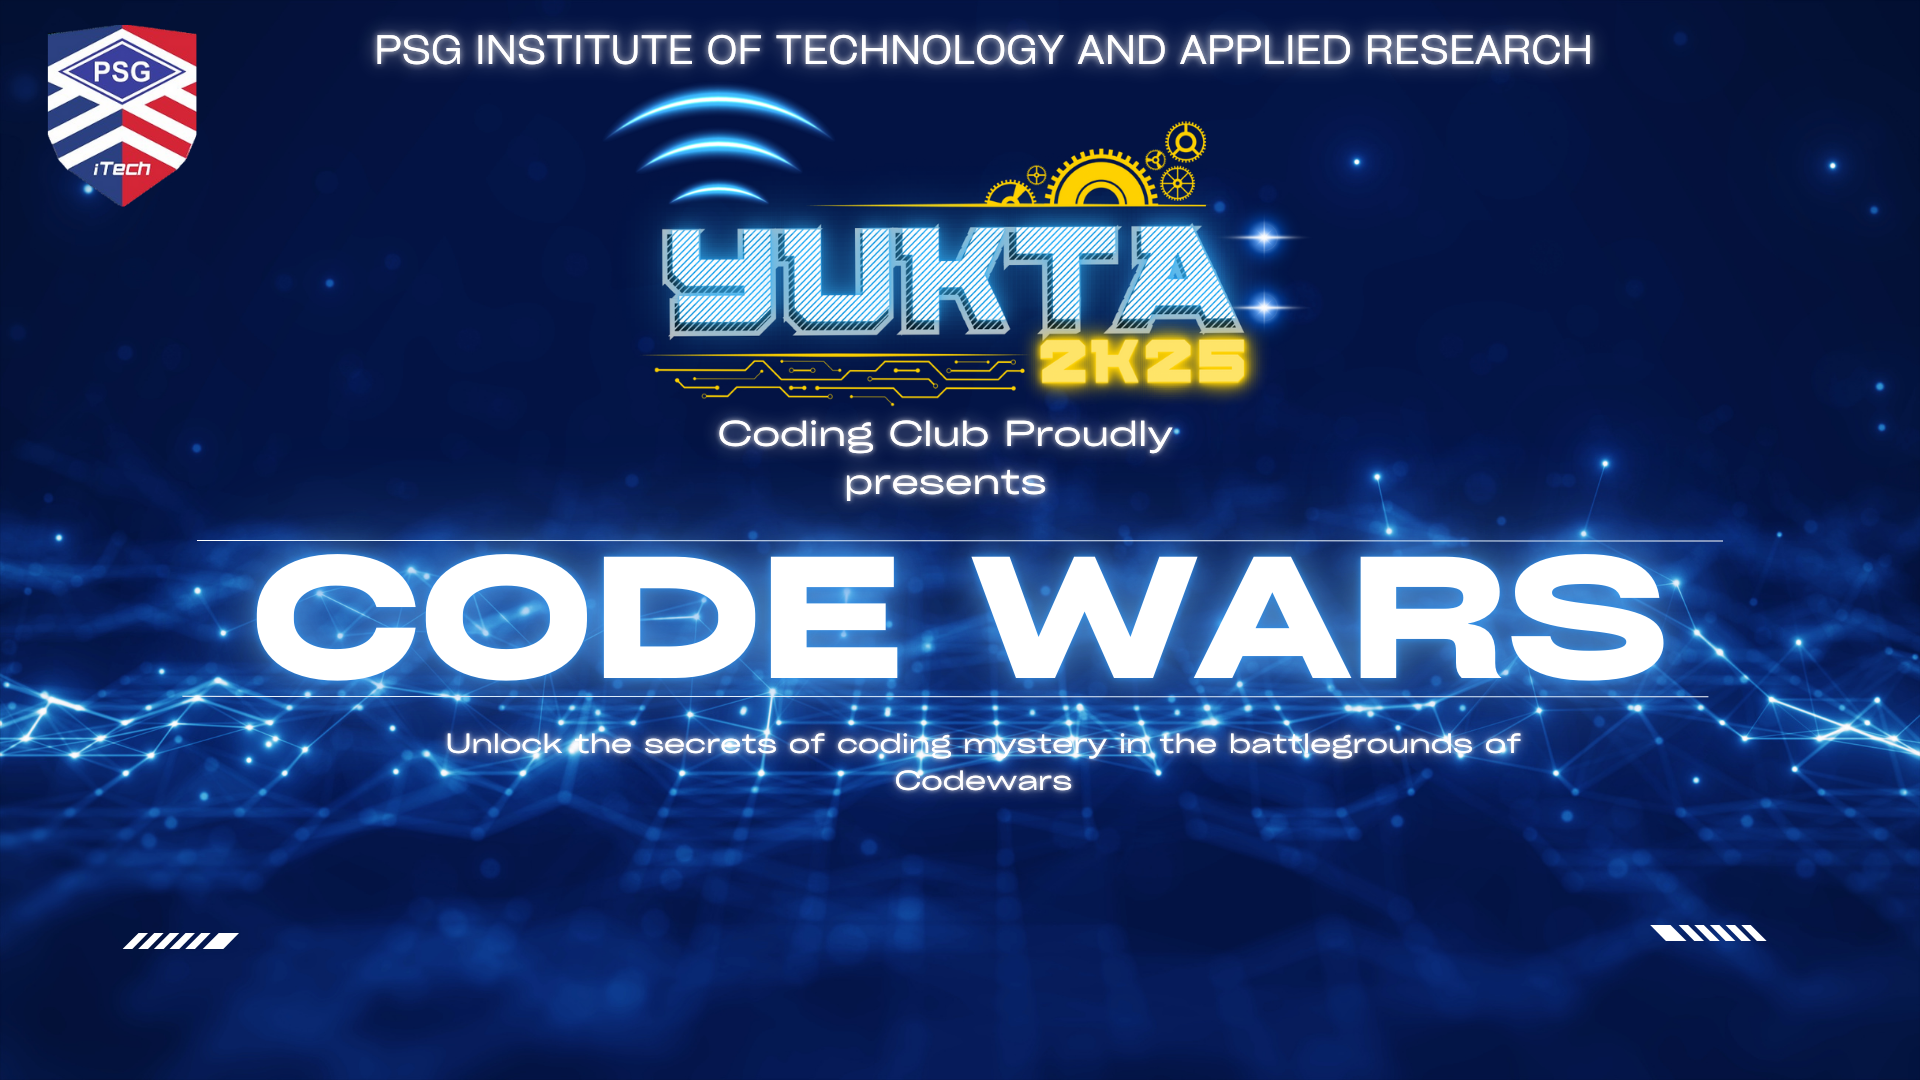 PSG INSTITUTE OF TECHNOLOGY AND APPLIED RESEARCH
PSG
iTech
YUKTA
2K25
Coding Club Proudly
presents
CODE WARS
Unlock the secrets of coding mystery in the battlegrounds of
Codewars